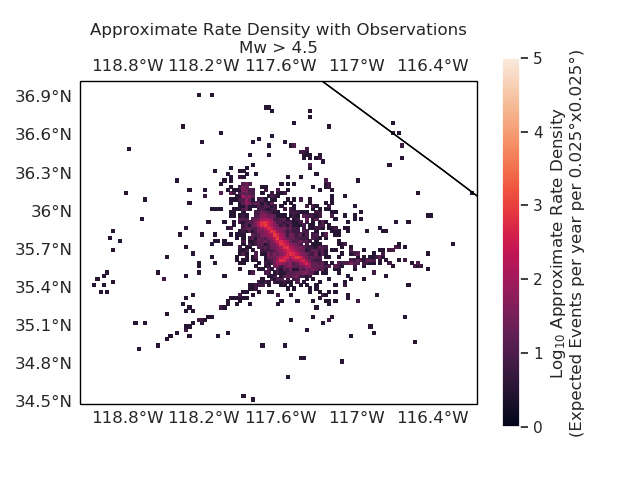 Approximate Rate Density with Observations
Mw > 4.5
118.8°W 118.2°W 117.6°W 117°W 116.4°W
36.9°N
36.6°N
36.3°N
36°N
35.7°N
35.4°N
35.1°N
34.8°N
34.5°N
118.8°W 118.2°W 117.6°W 117°W 116.4°W
5
4
3
2
1
0
Log₁₀ Approximate Rate Density
(Expected Events per year per 0.025°x0.025°)